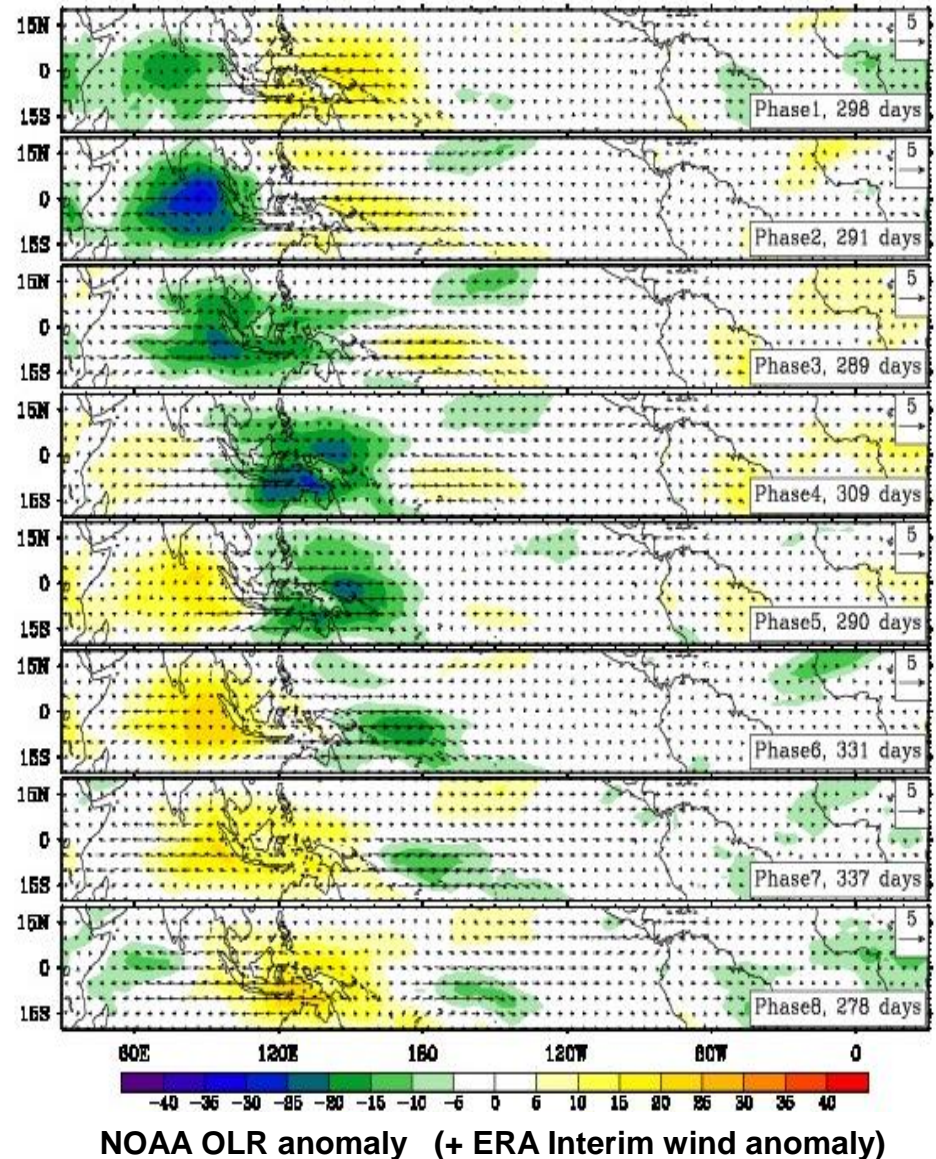 15N 5
0
15S Phase1, 298 days
15N 5
0
15S Phase2, 291 days
15N 5
0
15S Phase3, 289 days
15N 5
0
15S Phase4, 309 days
15N 5
0
15S Phase5, 290 days
15N 5
0
15S Phase6, 331 days
15N 5
0
15S Phase7, 337 days
15N 5
0
15S Phase8, 278 days
60E 120E 180 120W 60W 0
-40 -35 -30 -25 -20 -15 -10 -5 0 5 10 15 20 25 30 35 40
NOAA OLR anomaly (+ ERA Interim wind anomaly)